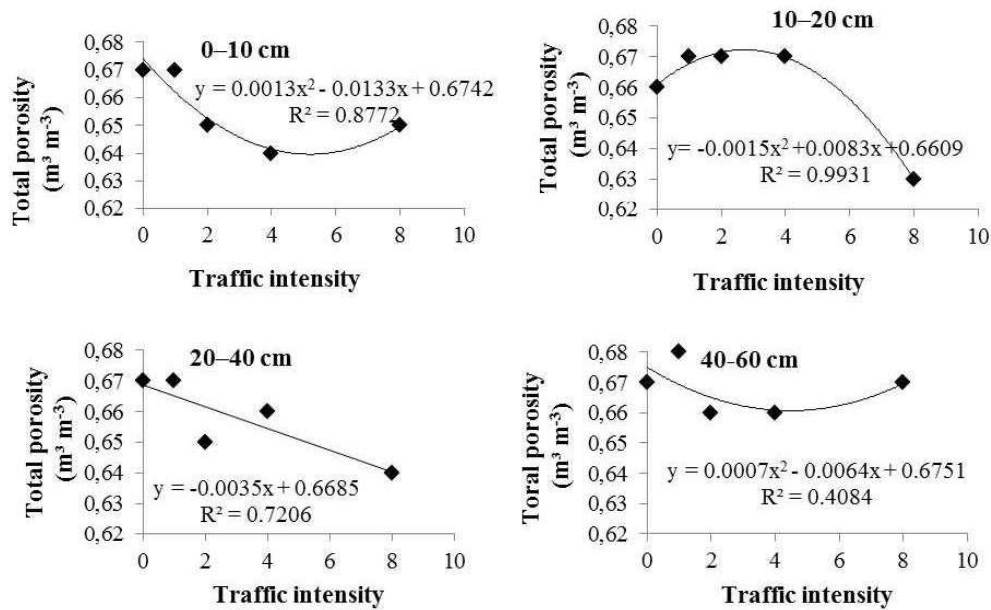 0–10 cm
y = 0.0013x² - 0.0133x + 0.6742
R² = 0.8772
Total porosity
(m³ m⁻³)
0,68
0,67
0,66
0,65
0,64
0,63
0,62
0 2 4 6 8 10
Traffic intensity
10–20 cm
y= -0.0015x² +0.0083x +0.6609
R² = 0.9931
Total porosity
(m³ m⁻³)
0,68
0,67
0,66
0,65
0,64
0,63
0,62
0 2 4 6 8 10
Traffic intensity
20–40 cm
y = -0.0035x + 0.6685
R² = 0.7206
Total porosity
(m³ m⁻³)
0,68
0,67
0,66
0,65
0,64
0,63
0,62
0 2 4 6 8 10
Traffic intensity
40-60 cm
y = 0.0007x² - 0.0064x + 0.6751
R² = 0.4084
Toral porosity
(m³ m⁻³)
0,68
0,67
0,66
0,65
0,64
0,63
0,62
0 2 4 6 8 10
Traffic intensity